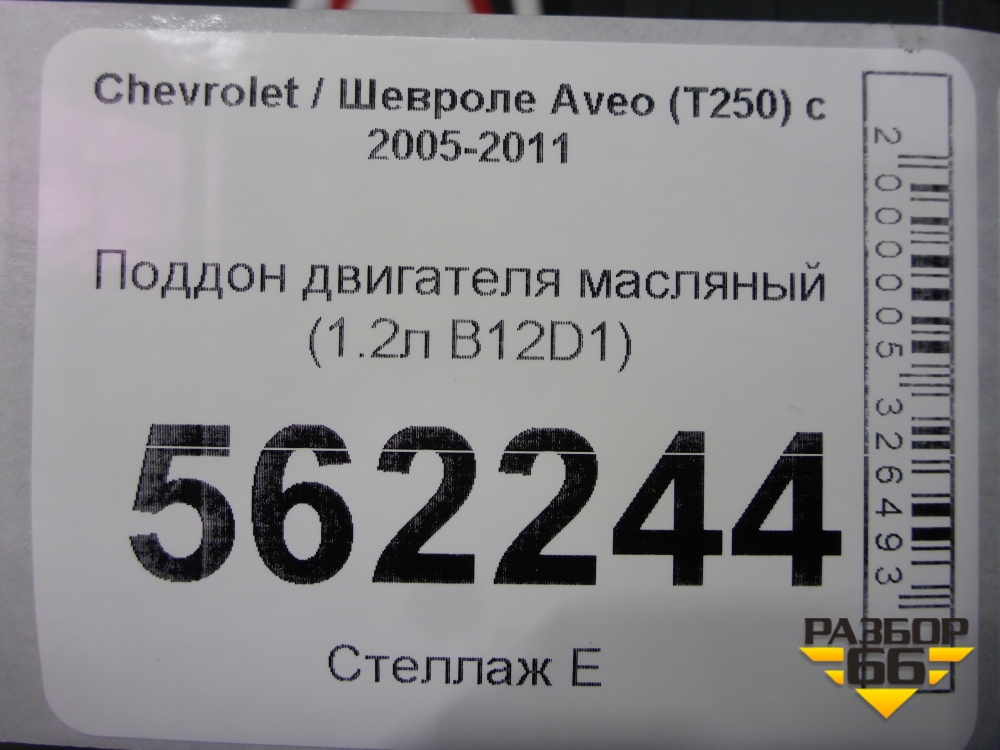 Chevrolet / Шевроле Aveo (T250) с
2005-2011
Поддон двигателя масляный
(1.2л B12D1)
562244
Стеллаж Е
2000005326493
РАЗБОР
66